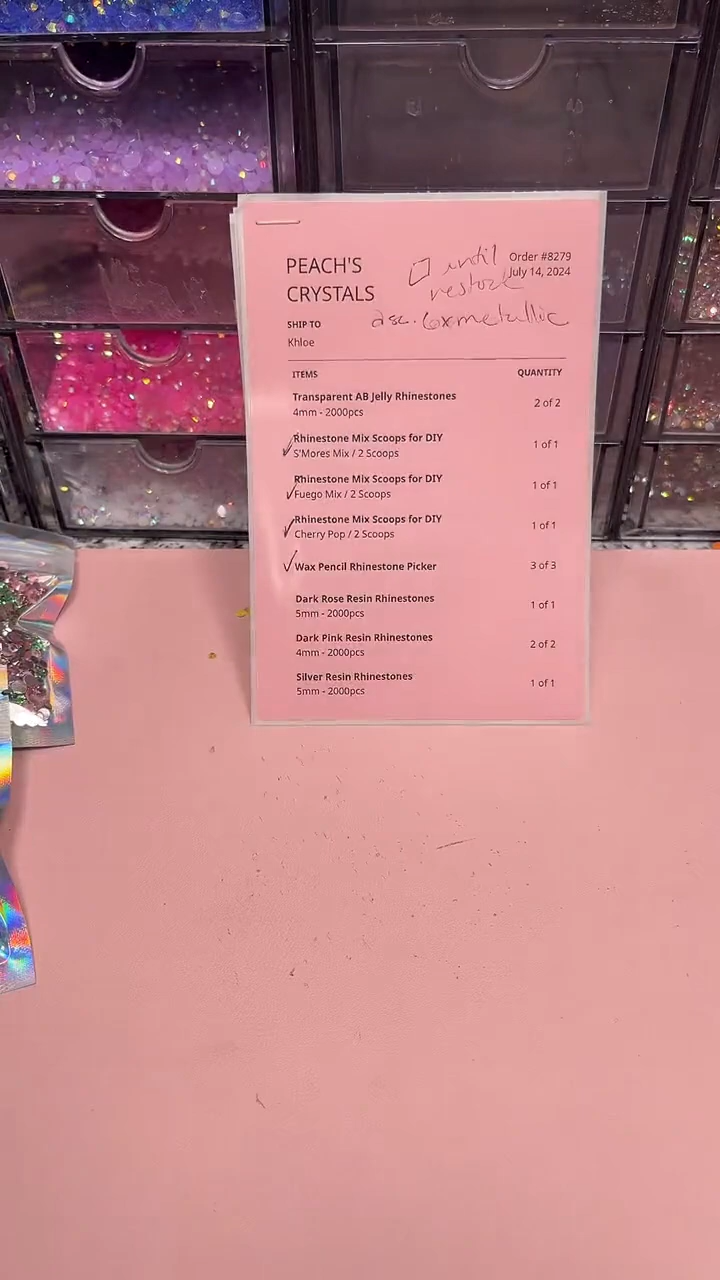 PEACH'S
CRYSTALS
until
restock
Order #8279
July 14, 2024
2sc. 6xmetallic
SHIP TO
Khloe
ITEMS QUANTITY
Transparent AB Jelly Rhinestones
4mm - 2000pcs
2 of 2
Rhinestone Mix Scoops for DIY
S'Mores Mix / 2 Scoops
1 of 1
Rhinestone Mix Scoops for DIY
Fuego Mix / 2 Scoops
1 of 1
Rhinestone Mix Scoops for DIY
Cherry Pop / 2 Scoops
1 of 1
Wax Pencil Rhinestone Picker 3 of 3
Dark Rose Resin Rhinestones
5mm - 2000pcs
1 of 1
Dark Pink Resin Rhinestones
4mm - 2000pcs
2 of 2
Silver Resin Rhinestones
5mm - 2000pcs
1 of 1